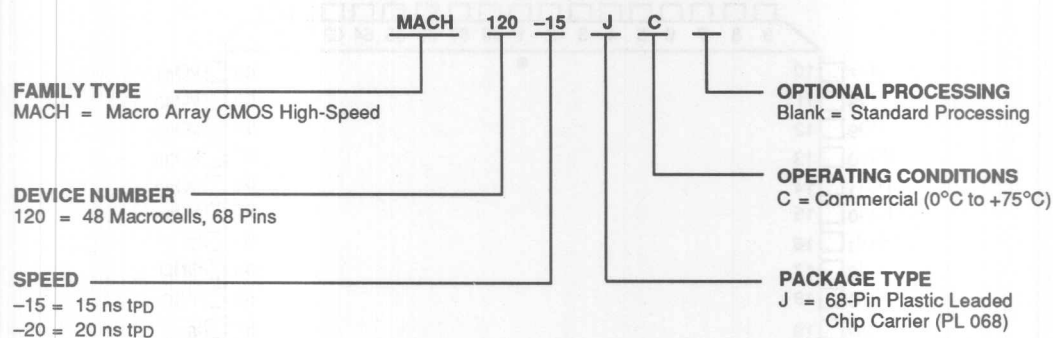 MACH 120 –15 J C
FAMILY TYPE
MACH = Macro Array CMOS High-Speed
DEVICE NUMBER
120 = 48 Macrocells, 68 Pins
SPEED
–15 = 15 ns tPD
–20 = 20 ns tPD
OPTIONAL PROCESSING
Blank = Standard Processing
OPERATING CONDITIONS
C = Commercial (0°C to +75°C)
PACKAGE TYPE
J = 68-Pin Plastic Leaded
Chip Carrier (PL 068)